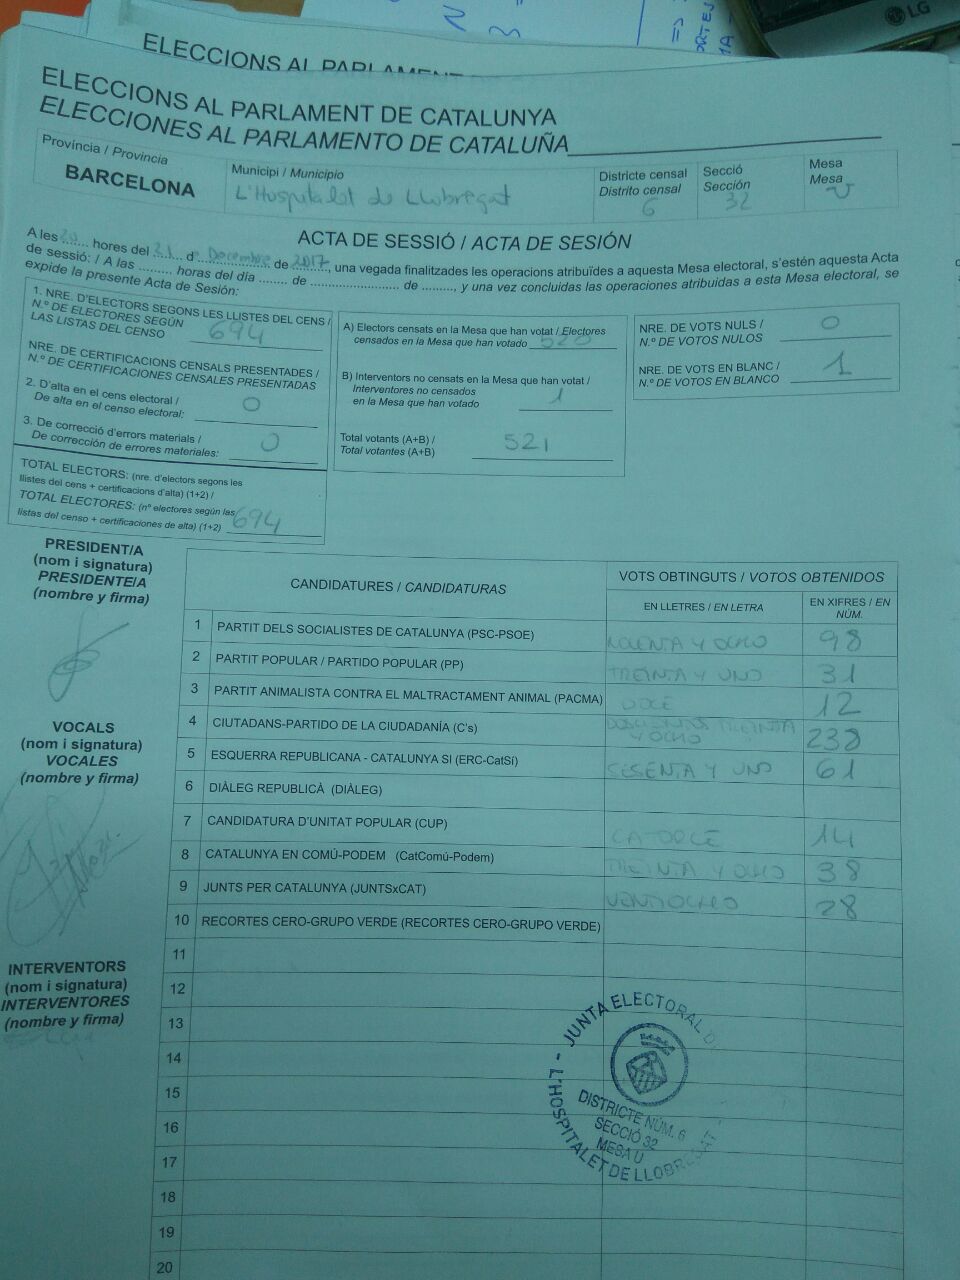 LG
ELECCIONS AL PARLAMENT
ELECCIONS AL PARLAMENT DE CATALUNYA
ELECCIONES AL PARLAMENTO DE CATALUÑA
Província / Provincia
BARCELONA
Municipi / Municipio
L'Hospitalet de Llobregat
Districte censal
Distrito censal
6
Secció
Sección
32
Mesa
Mesa
U
ACTA DE SESSIÓ / ACTA DE SESIÓN
A les 20 hores del 21 d' Decembre de 2017, una vegada finalitzades les operacions atribuïdes a aquesta Mesa electoral, s'estén aquesta Acta
de sessió: / A las ......... horas del día ........ de ......................... de ........., y una vez concluidas las operaciones atribuidas a esta Mesa electoral, se
expide la presente Acta de Sesión:
1. NRE. D'ELECTORS SEGONS LES LLISTES DEL CENS /
N.º DE ELECTORES SEGÚN
LAS LISTAS DEL CENSO 694
NRE. DE CERTIFICACIONS CENSALS PRESENTADES /
N.º DE CERTIFICACIONES CENSALES PRESENTADAS
2. D'alta en el cens electoral /
De alta en el censo electoral: 0
3. De correcció d'errors materials /
De corrección de errores materiales: 0
TOTAL ELECTORS: (nre. d'electors segons les
llistes del cens + certificacions d'alta) (1+2) /
TOTAL ELECTORES: (nº electores según las
listas del censo + certificaciones de alta) (1+2) 694
A) Electors censats en la Mesa que han votat / Electores
censados en la Mesa que han votado 520
B) Interventors no censats en la Mesa que han votat /
Interventores no censados
en la Mesa que han votado 1
Total votants (A+B) /
Total votantes (A+B) 521
NRE. DE VOTS NULS /
N.º DE VOTOS NULOS 0
NRE. DE VOTS EN BLANC /
N.º DE VOTOS EN BLANCO 1
PRESIDENT/A
(nom i signatura)
PRESIDENTE/A
(nombre y firma)
VOCALS
(nom i signatura)
VOCALES
(nombre y firma)
INTERVENTORS
(nom i signatura)
INTERVENTORES
(nombre y firma)
CANDIDATURES / CANDIDATURAS
VOTS OBTINGUTS / VOTOS OBTENIDOS
EN LLETRES / EN LETRA
EN XIFRES / EN NÚM.
1 PARTIT DELS SOCIALISTES DE CATALUNYA (PSC-PSOE) NOVENTA Y OCHO 98
2 PARTIT POPULAR / PARTIDO POPULAR (PP) TREINTA Y UNO 31
3 PARTIT ANIMALISTA CONTRA EL MALTRACTAMENT ANIMAL (PACMA) DOCE 12
4 CIUTADANS-PARTIDO DE LA CIUDADANÍA (C's) DOSCIENTOS TREINTA Y OCHO 238
5 ESQUERRA REPUBLICANA - CATALUNYA SI (ERC-CatSí) SESENTA Y UNO 61
6 DIÀLEG REPUBLICÀ (DIÀLEG)
7 CANDIDATURA D'UNITAT POPULAR (CUP) CATORCE 14
8 CATALUNYA EN COMÚ-PODEM (CatComú-Podem) TREINTA Y OCHO 38
9 JUNTS PER CATALUNYA (JUNTSxCAT) VENTIOCHO 28
10 RECORTES CERO-GRUPO VERDE (RECORTES CERO-GRUPO VERDE)
11
12
13
14
15
16
17
18
19
20
JUNTA ELECTORAL D
L'HOSPITALET DE LLOBREGAT
DISTRICTE NÚM. 6
SECCIÓ 32
MESA U